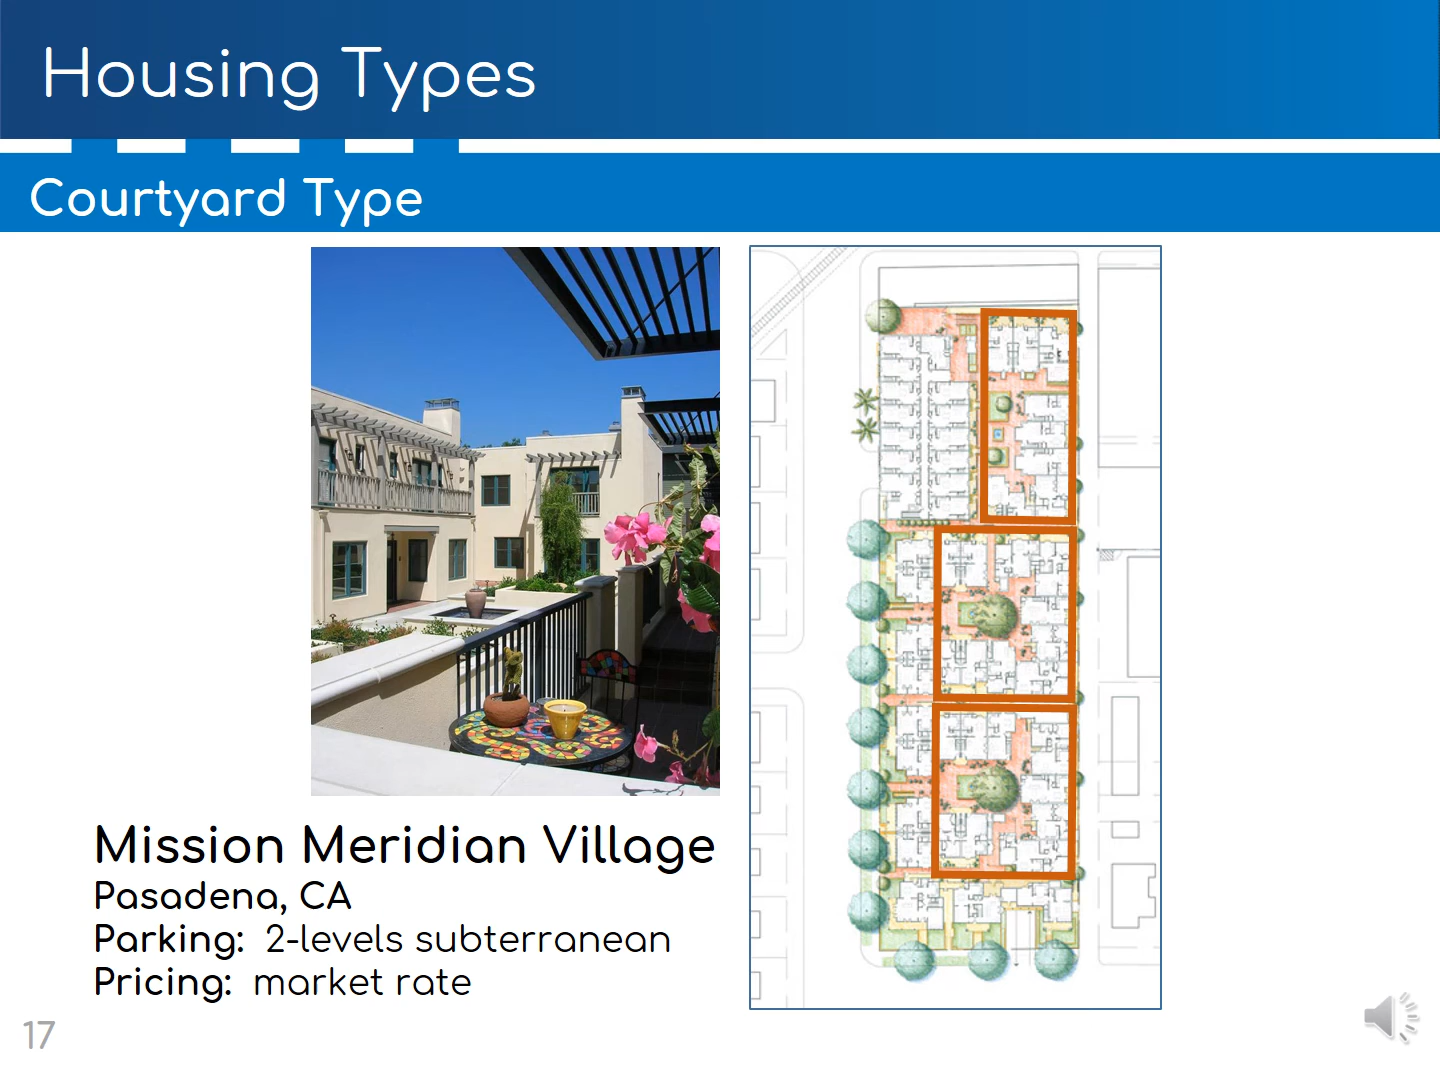 Housing Types
Courtyard Type
Mission Meridian Village
Pasadena, CA
Parking: 2-levels subterranean
Pricing: market rate
17